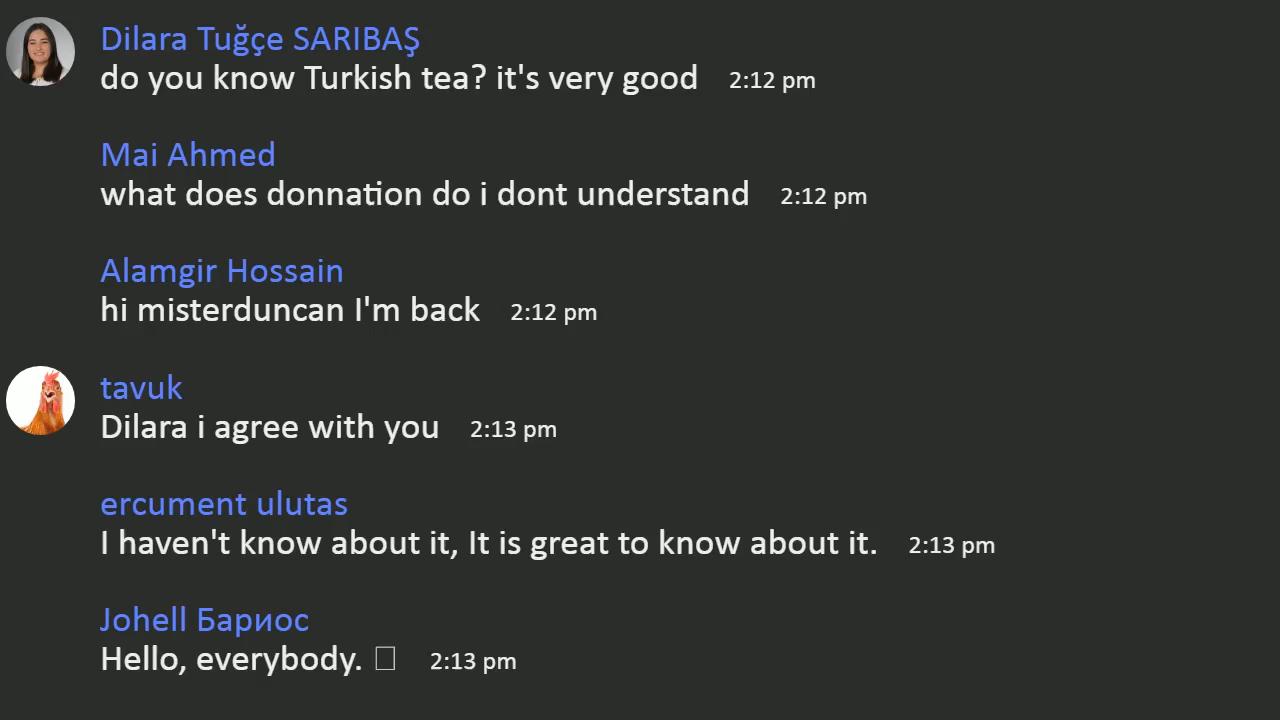 Dilara Tuğçe SARIBAŞ
do you know Turkish tea? it's very good 2:12 pm
Mai Ahmed
what does donnation do i dont understand 2:12 pm
Alamgir Hossain
hi misterduncan I'm back 2:12 pm
tavuk
Dilara i agree with you 2:13 pm
ercument ulutas
I haven't know about it, It is great to know about it. 2:13 pm
Johell Бариос
Hello, everybody. 2:13 pm